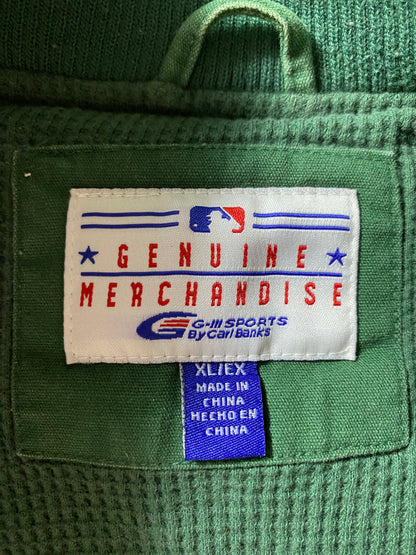 GENUINE
MERCHANDISE
G-III SPORTS
By Carl Banks
XL/EX
MADE IN
CHINA
HECHO EN
CHINA